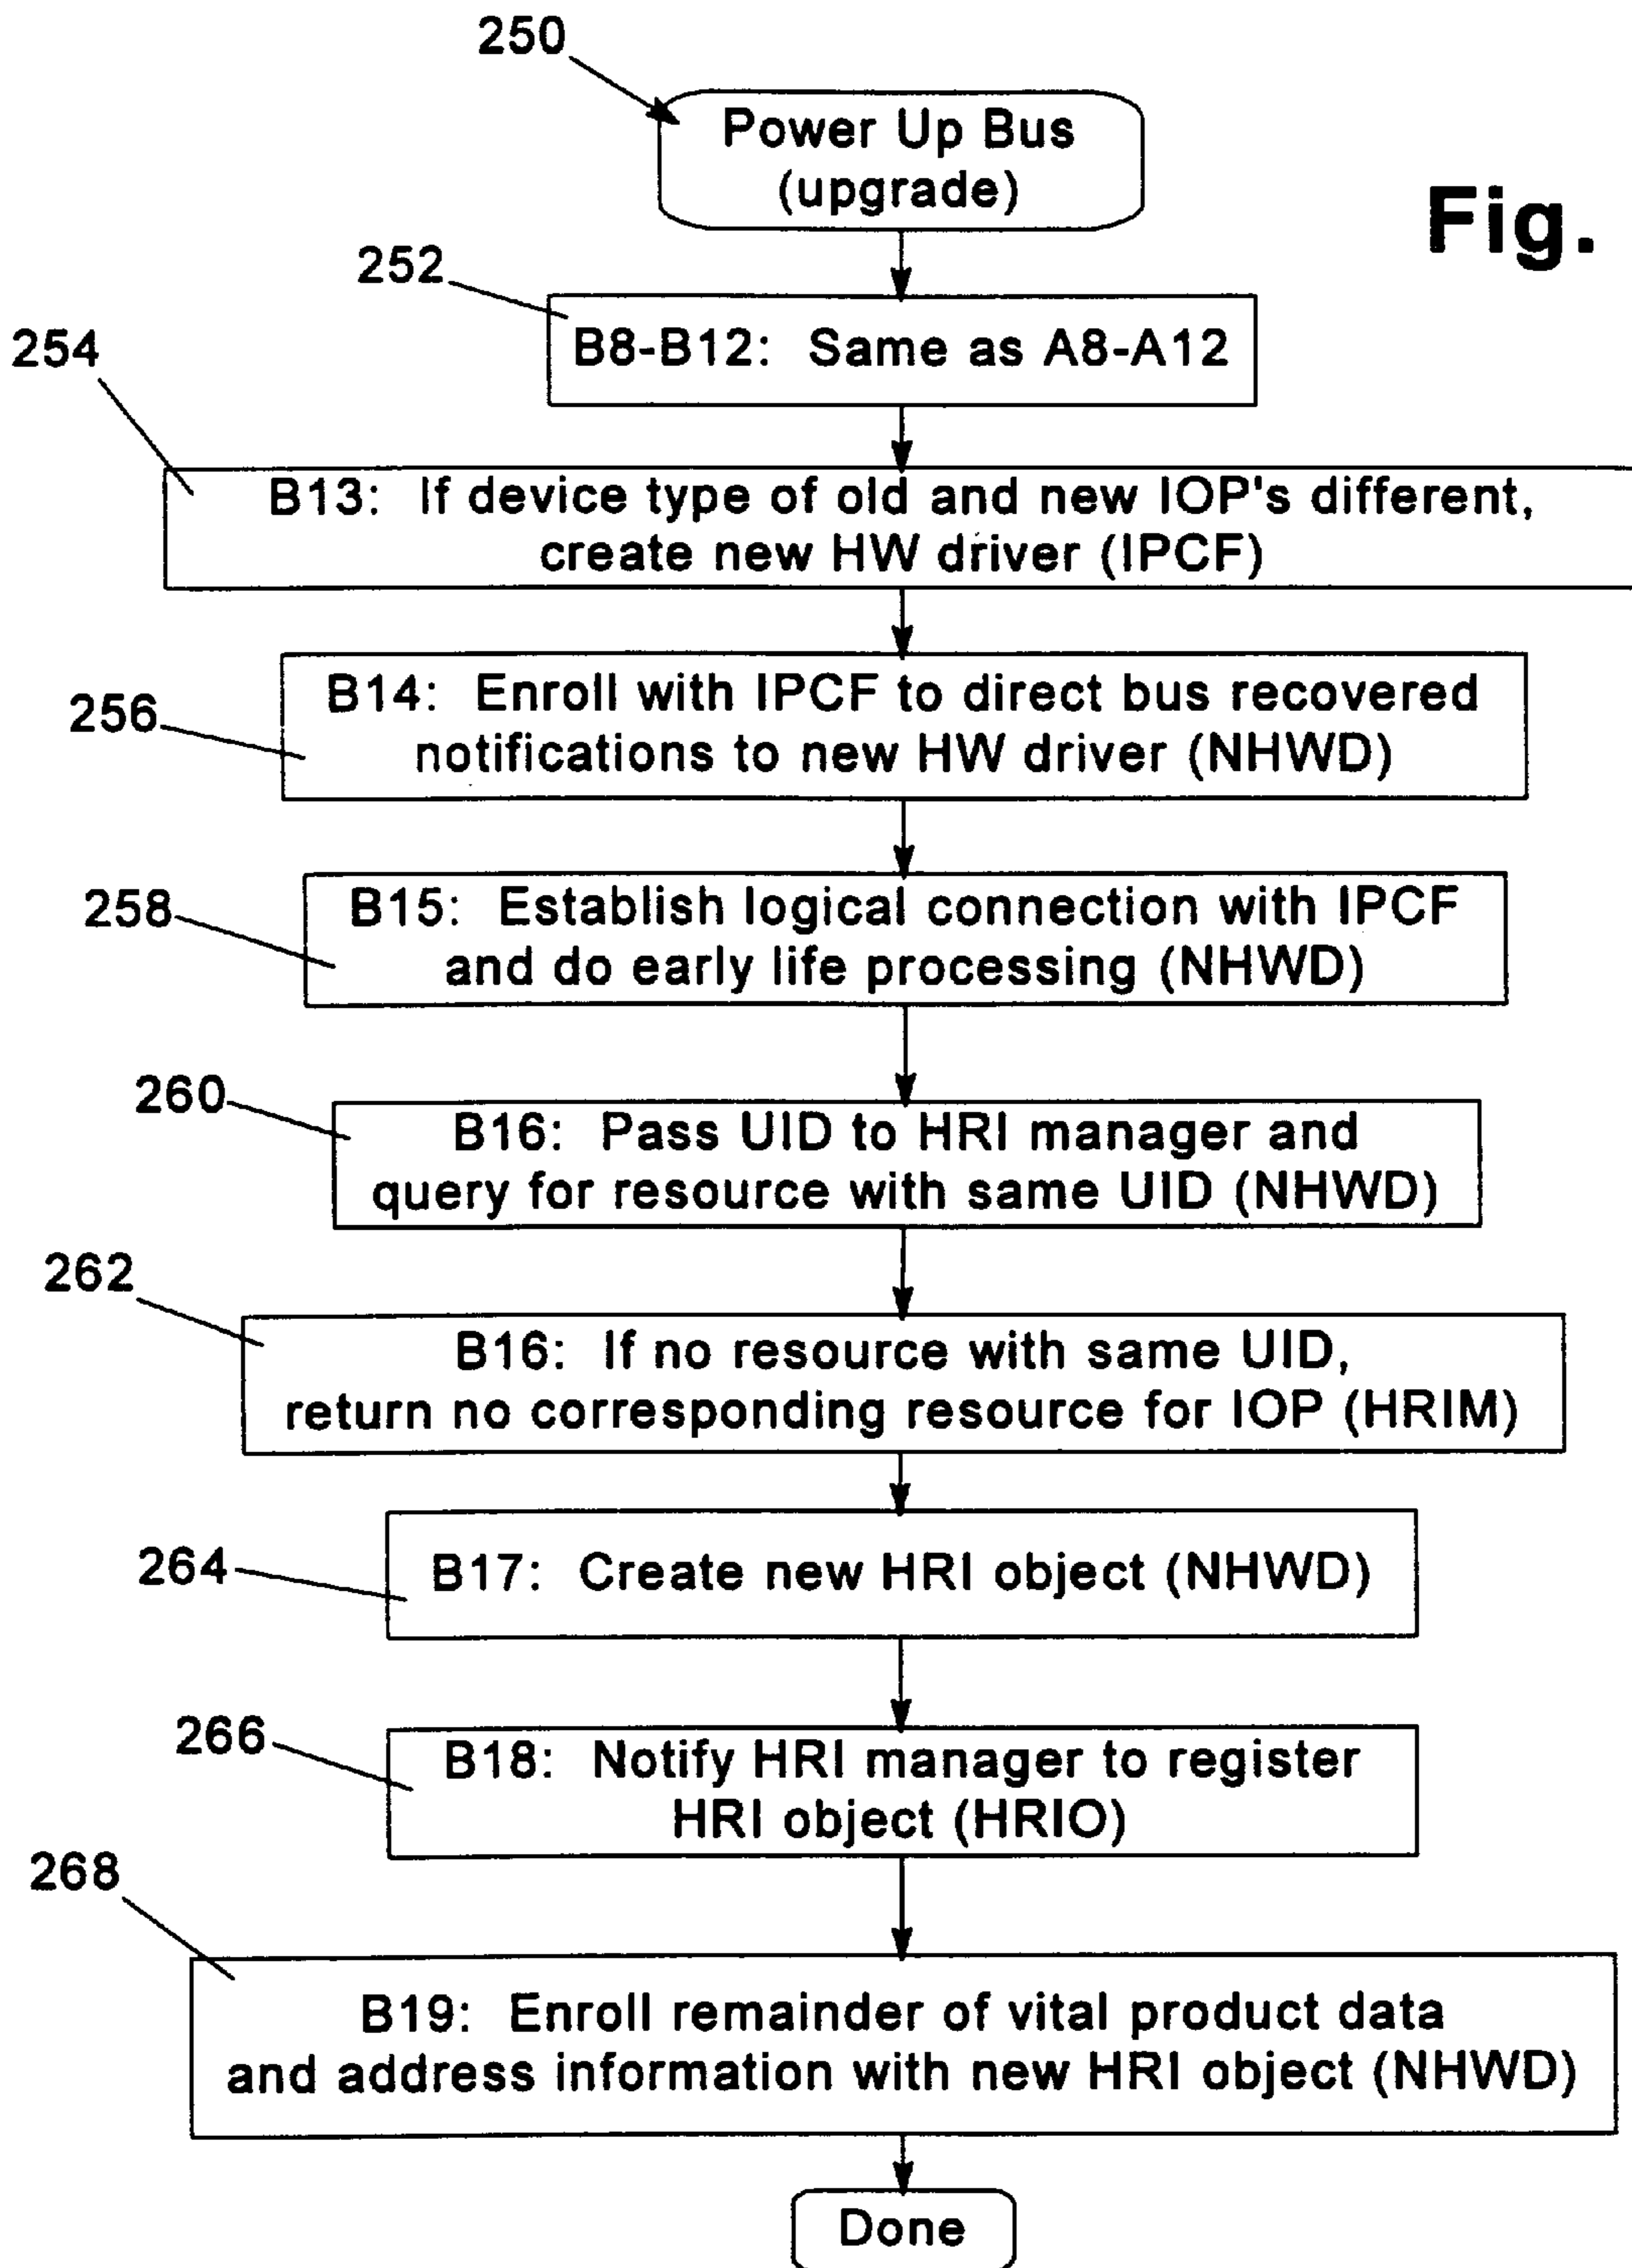 250
Power Up Bus
(upgrade)
Fig.
252
B8-B12: Same as A8-A12
254
B13: If device type of old and new IOP's different,
create new HW driver (IPCF)
256
B14: Enroll with IPCF to direct bus recovered
notifications to new HW driver (NHWD)
258
B15: Establish logical connection with IPCF
and do early life processing (NHWD)
260
B16: Pass UID to HRI manager and
query for resource with same UID (NHWD)
262
B16: If no resource with same UID,
return no corresponding resource for IOP (HRIM)
264
B17: Create new HRI object (NHWD)
266
B18: Notify HRI manager to register
HRI object (HRIO)
268
B19: Enroll remainder of vital product data
and address information with new HRI object (NHWD)
Done